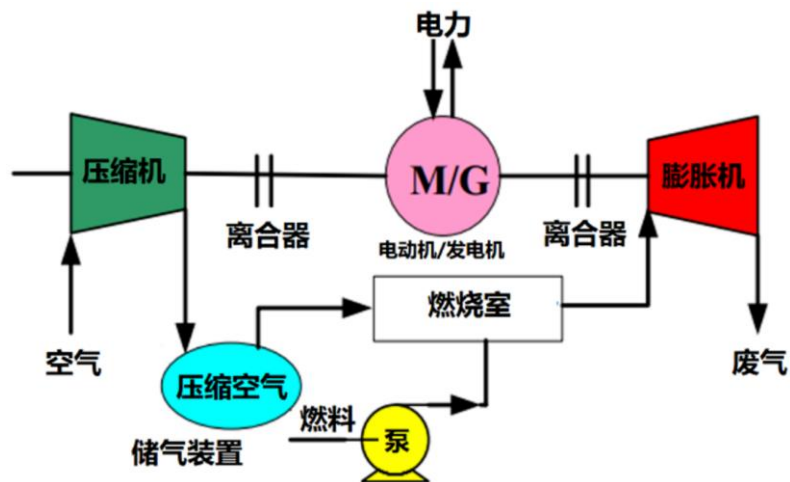 电力
压缩机
M/G
膨胀机
离合器
电动机/发电机
离合器
燃烧室
空气
废气
压缩空气
燃料
泵
储气装置